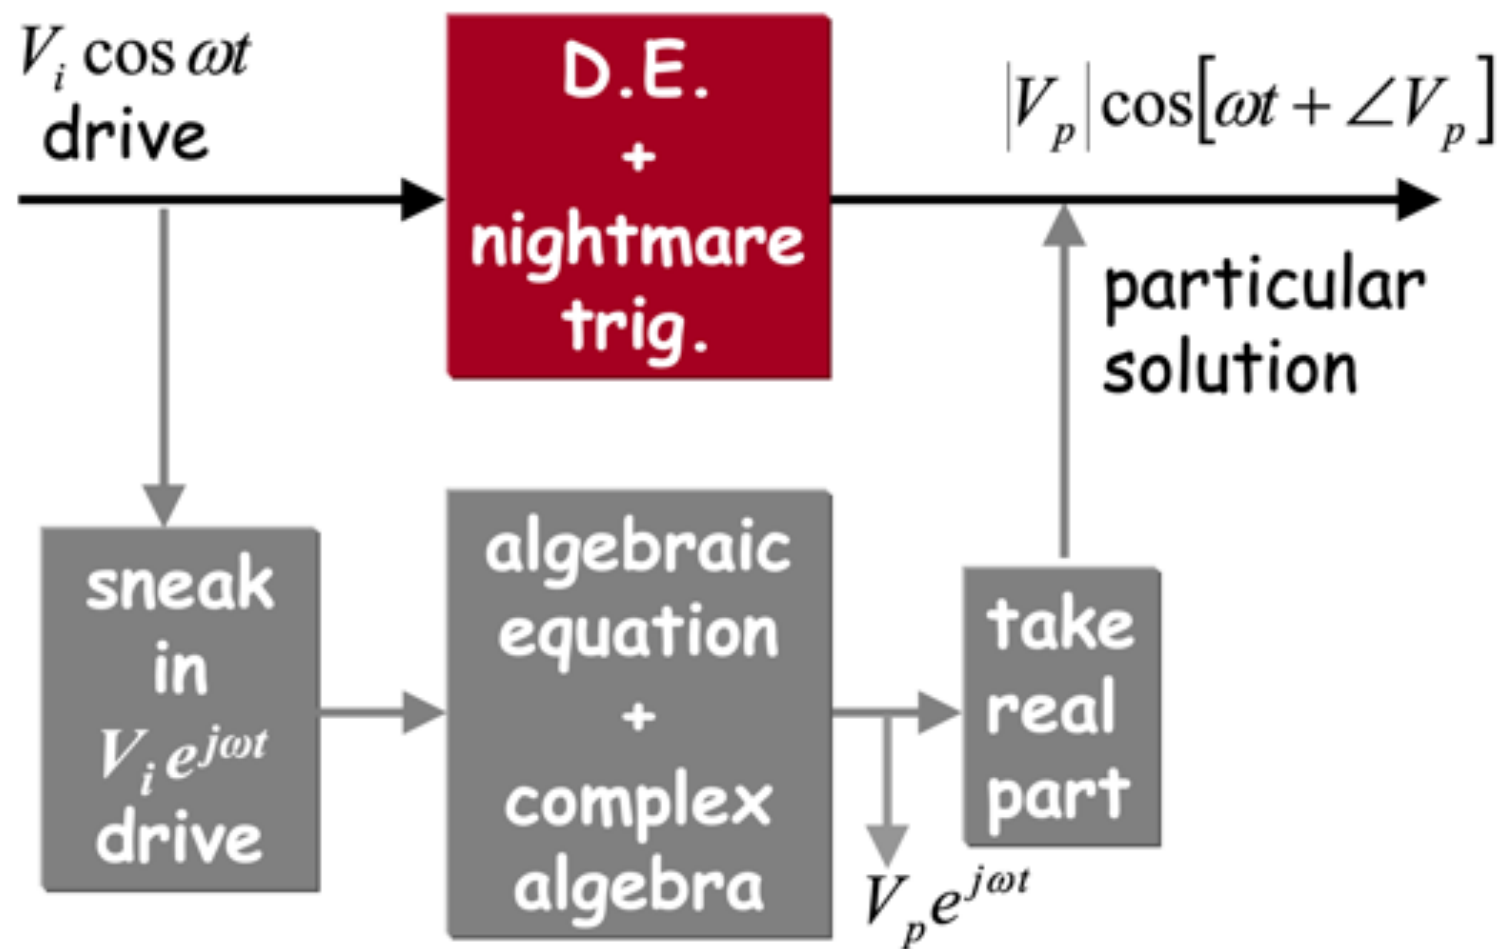 V_i cos ωt
drive
D.E.
+
nightmare
trig.
|V_p| cos[ωt + ∠V_p]
particular
solution
sneak
in
V_i e^{jωt}
drive
algebraic
equation
+
complex
algebra
take
real
part
V_p e^{jωt}